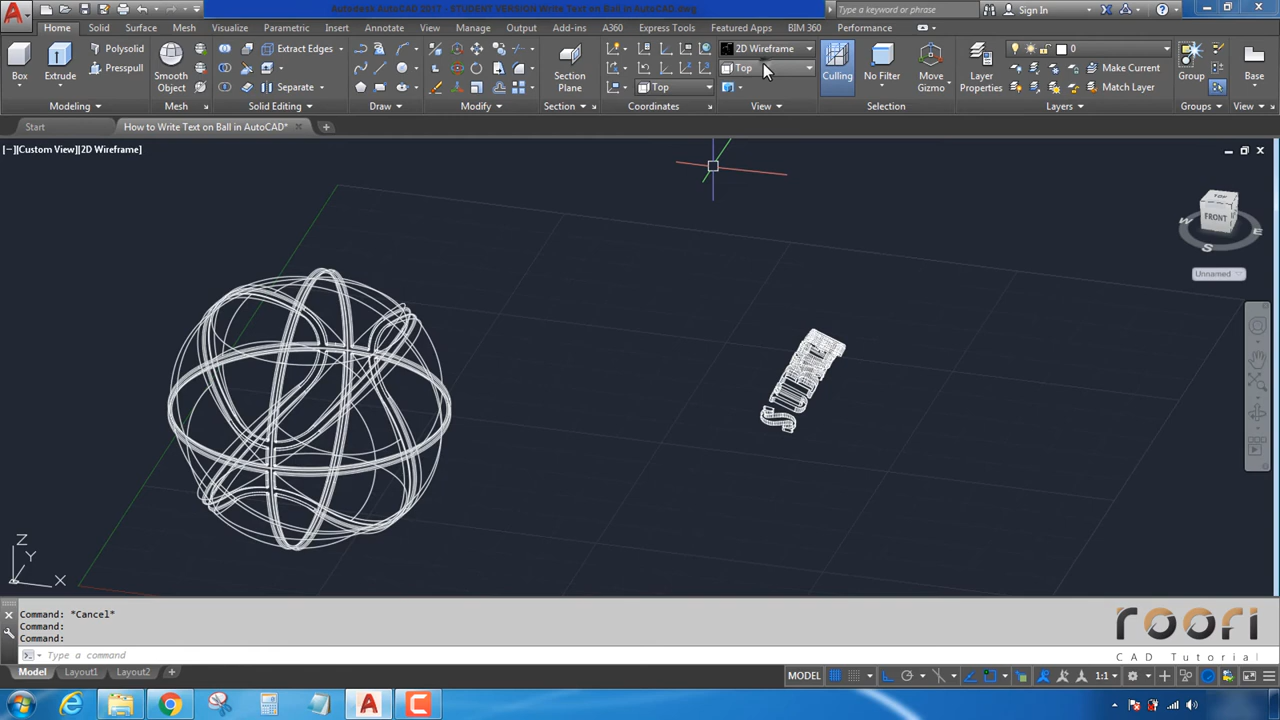 Autodesk AutoCAD 2017 - STUDENT VERSION Write Text on Ball in AutoCAD.dwg
Type a keyword or phrase
Sign In
Home Solid Surface Mesh Visualize Parametric Insert Annotate View Manage Output Add-ins A360 Express Tools Featured Apps BIM 360 Performance
Box
Extrude
Polysolid
Presspull
Smooth
Object
Extract Edges
Separate
Section
Plane
Top
2D Wireframe
Top
Culling
No Filter
Move
Gizmo
Layer
Properties
0
Make Current
Match Layer
Group
Base
Modeling
Mesh
Solid Editing
Draw
Modify
Section
Coordinates
View
Selection
Layers
Groups
View
Start
How to Write Text on Ball in AutoCAD*
[−][Custom View][2D Wireframe]
TOP
FRONT
W
S
E
Unnamed
Z
Y
X
Command: *Cancel*
Command:
Command:
Type a command
roofi
CAD Tutorial
Model
Layout1
Layout2
MODEL
1:1